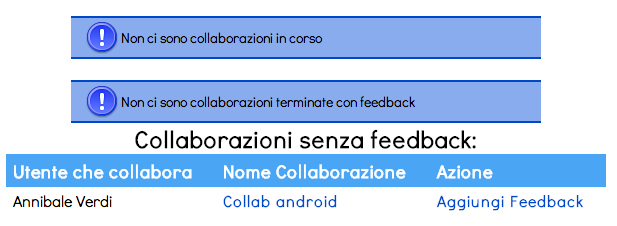 Non ci sono collaborazioni in corso
Non ci sono collaborazioni terminate con feedback
Collaborazioni senza feedback:
Utente che collabora Nome Collaborazione Azione
Annibale Verdi Collab android Aggiungi Feedback